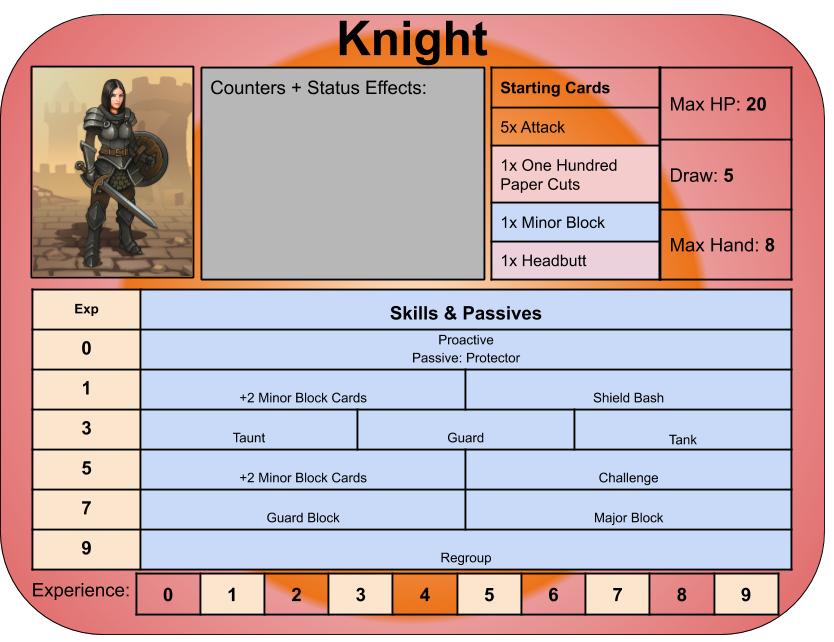 Knight
Counters + Status Effects:
Starting Cards
5x Attack
1x One Hundred
Paper Cuts
1x Minor Block
1x Headbutt
Max HP: 20
Draw: 5
Max Hand: 8
Exp
Skills & Passives
0
Proactive
Passive: Protector
1
+2 Minor Block Cards
Shield Bash
3
Taunt
Guard
Tank
5
+2 Minor Block Cards
Challenge
7
Guard Block
Major Block
9
Regroup
Experience:
0
1
2
3
4
5
6
7
8
9